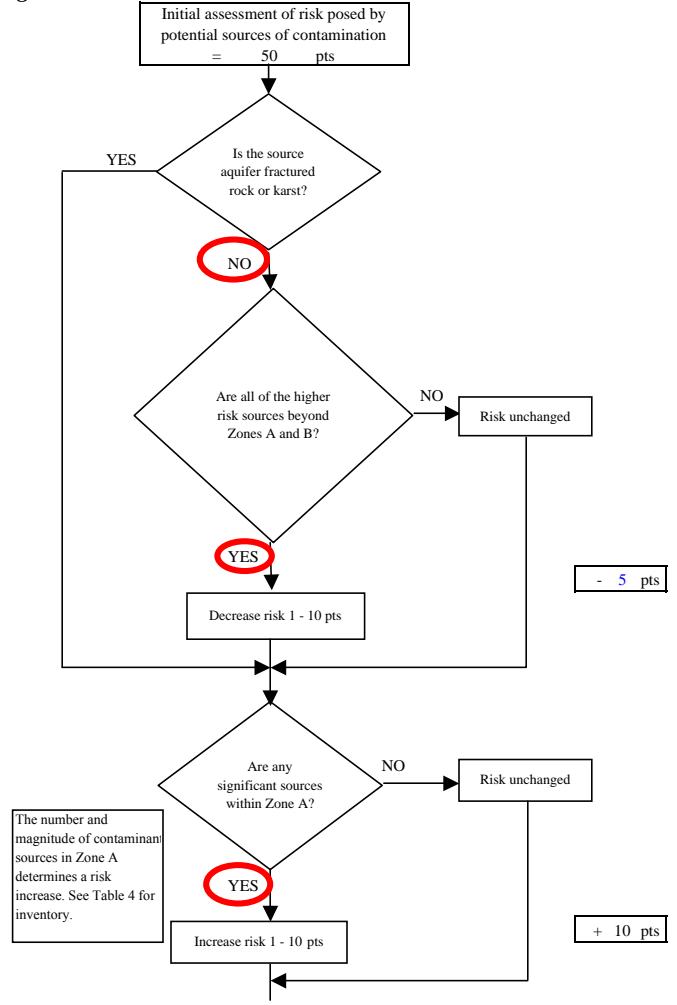 Initial assessment of risk posed by
potential sources of contamination
= 50 pts
YES
Is the source
aquifer fractured
rock or karst?
NO
Are all of the higher
risk sources beyond
Zones A and B?
NO
Risk unchanged
YES
- 5 pts
Decrease risk 1 - 10 pts
Are any
significant sources
within Zone A?
NO
Risk unchanged
The number and
magnitude of contaminant
sources in Zone A
determines a risk
increase. See Table 4 for
inventory.
YES
Increase risk 1 - 10 pts
+ 10 pts